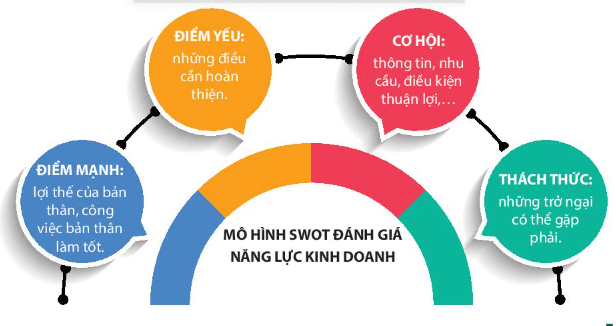 ĐIỂM YẾU:
những điều
cần hoàn
thiện.
CƠ HỘI:
thông tin, nhu
cầu, điều kiện
thuận lợi,...
ĐIỂM MẠNH:
lợi thế của bản
thân, công
việc bản thân
làm tốt.
THÁCH THỨC:
những trở ngại
có thể gặp
phải.
MÔ HÌNH SWOT ĐÁNH GIÁ
NĂNG LỰC KINH DOANH